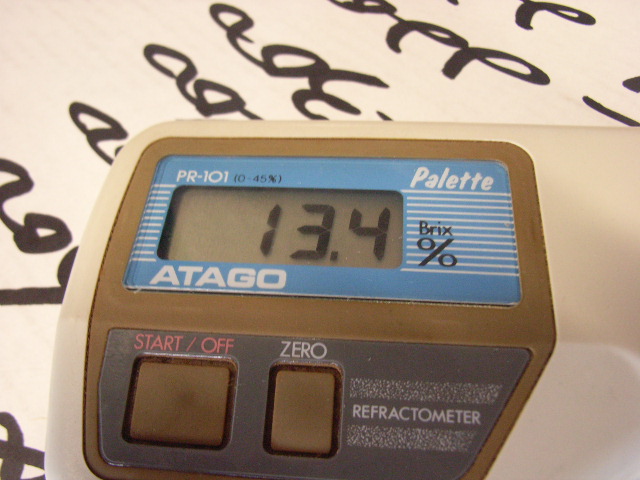 PR-101 (0-45%) Palette
13.4 Brix %
ATAGO
START / OFF ZERO
REFRACTOMETER